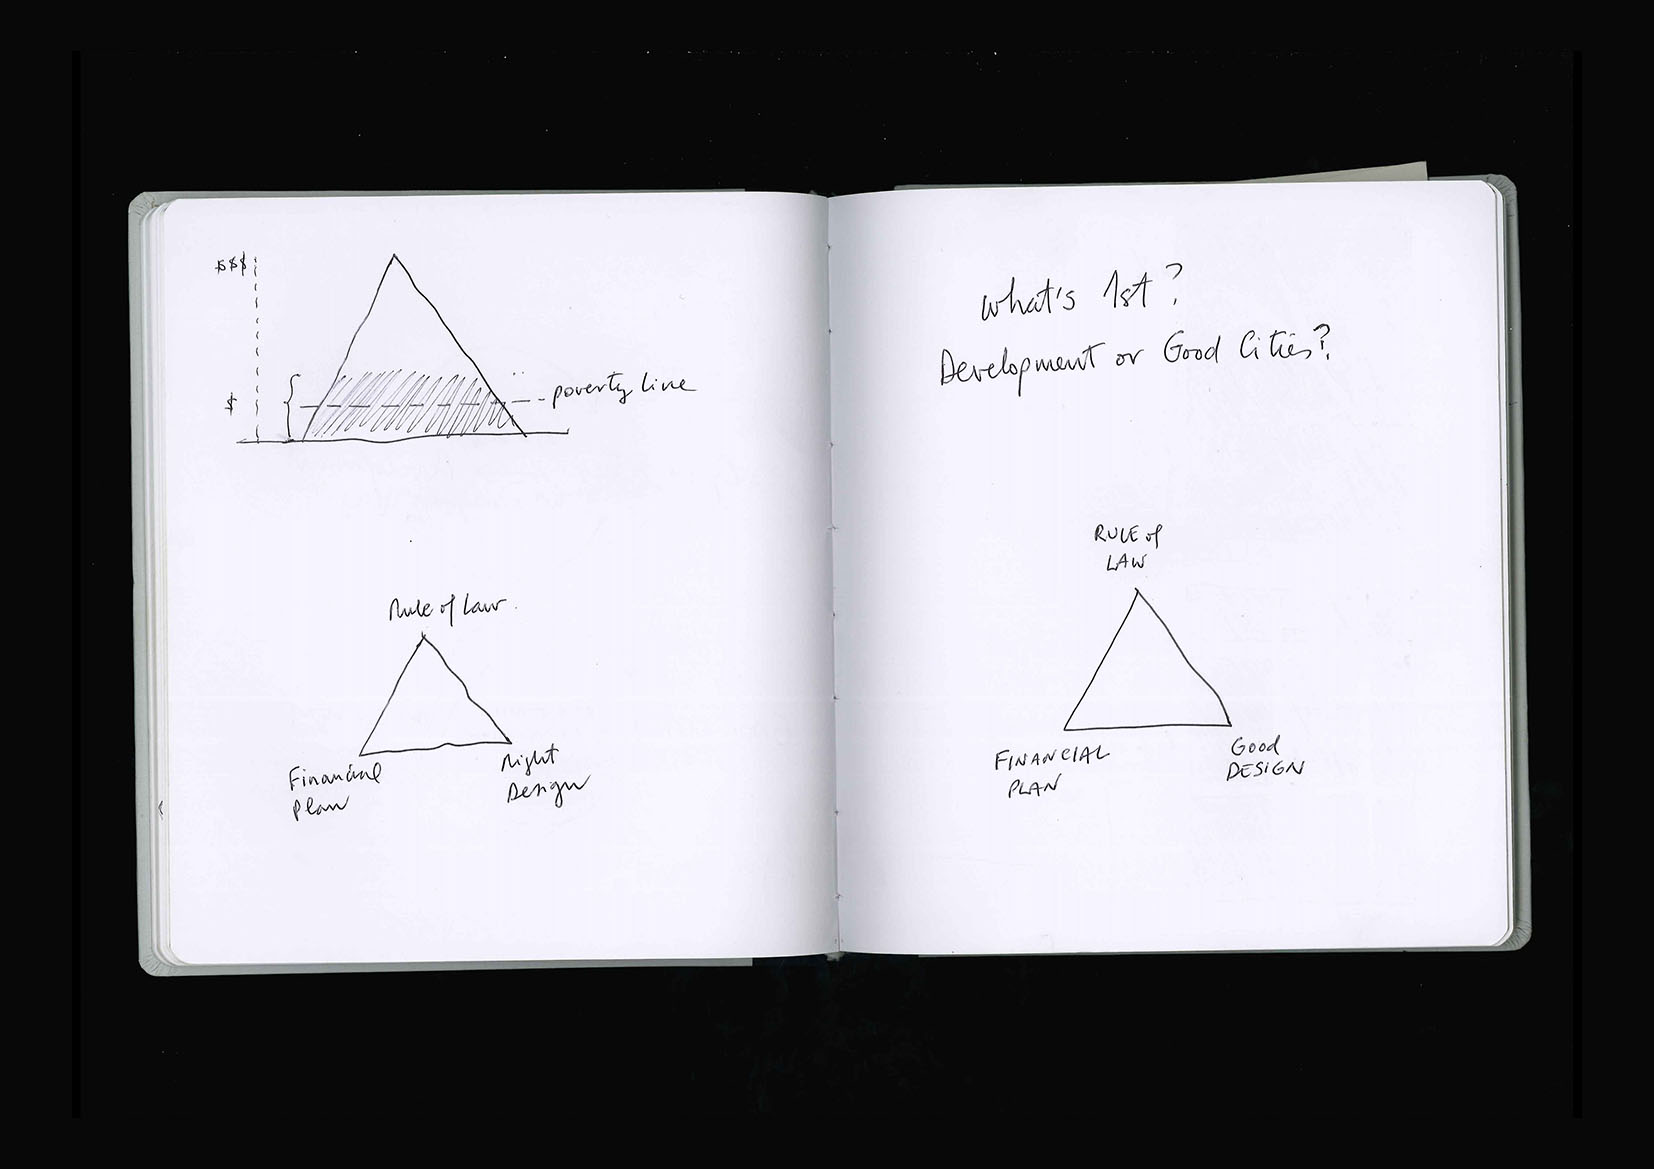 $$$
$
poverty line
Rule of Law
Financial
Plan
Right
Design
What's 1st?
Development or Good Cities?
RULE of
LAW
FINANCIAL
PLAN
Good
DESIGN